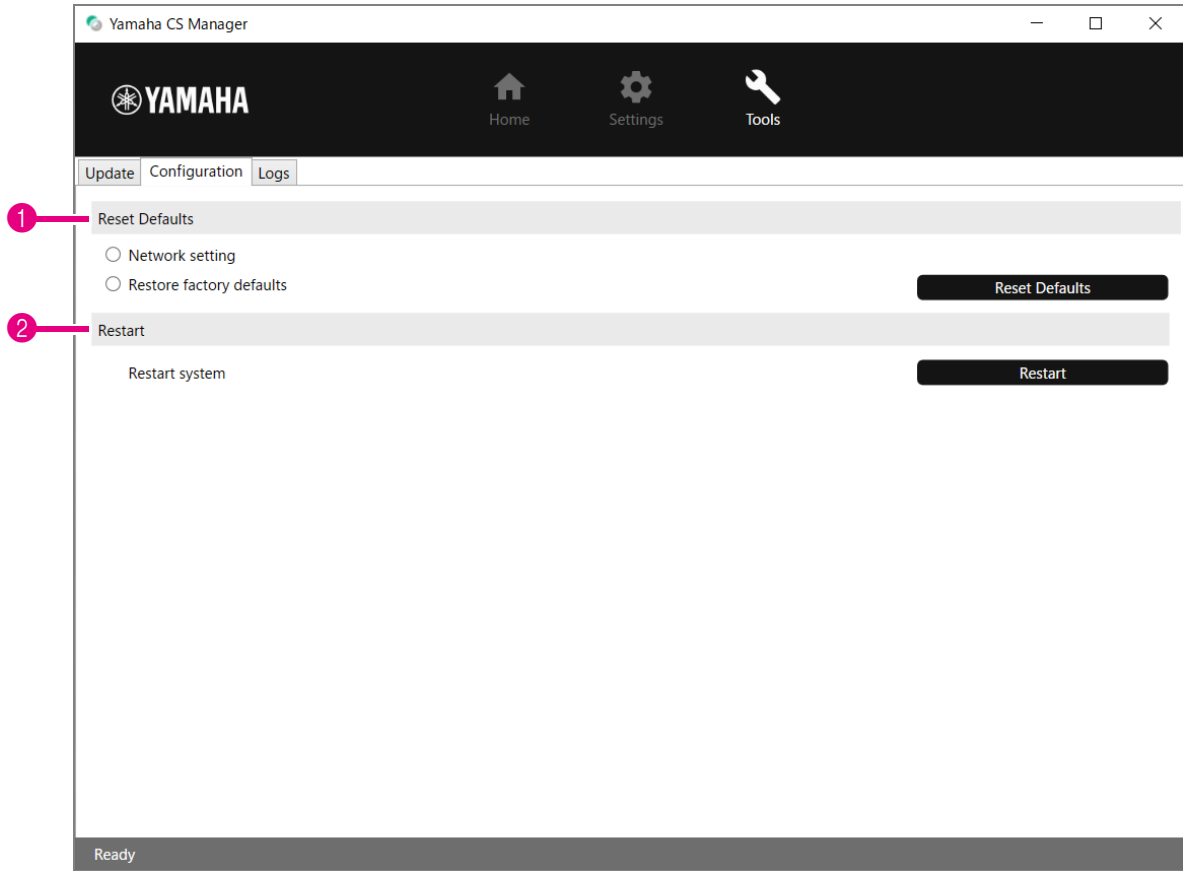 Yamaha CS Manager
YAMAHA
Home Settings Tools
Update Configuration Logs
1 Reset Defaults
Network setting
Restore factory defaults Reset Defaults
2 Restart
Restart system Restart
Ready